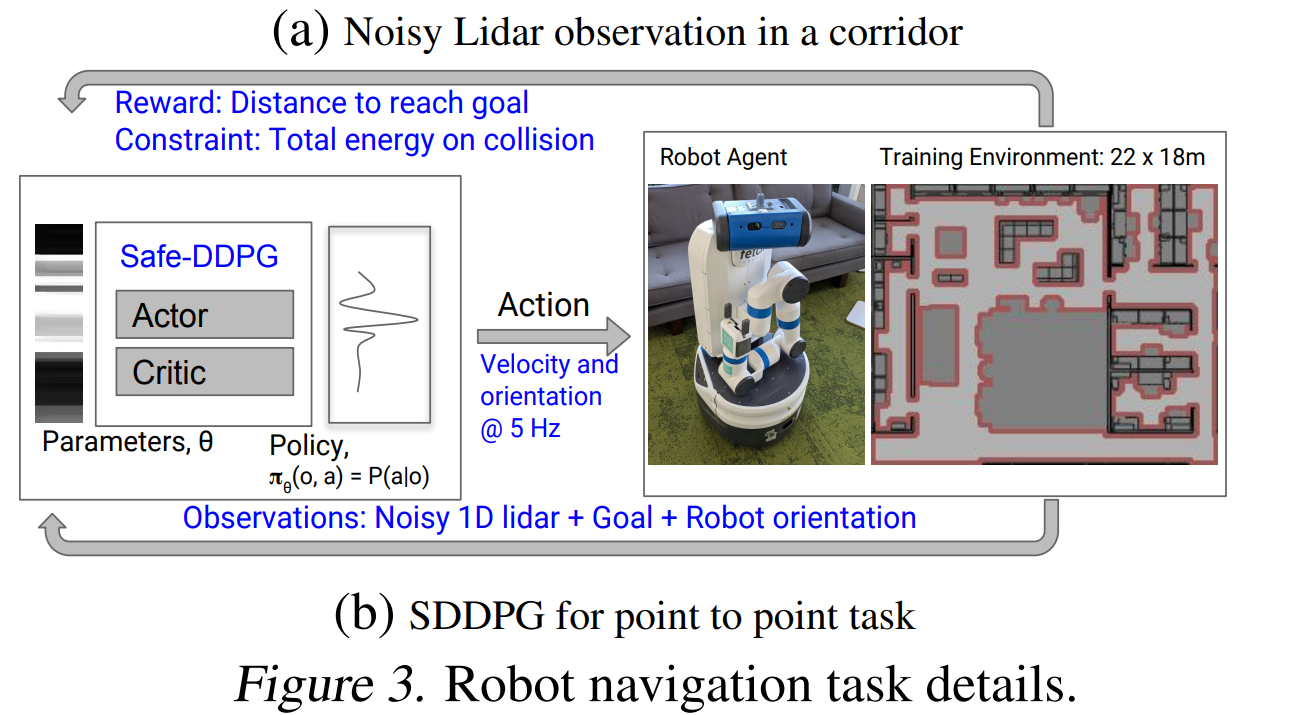 (a) Noisy Lidar observation in a corridor
Reward: Distance to reach goal
Constraint: Total energy on collision
Robot Agent
Training Environment: 22 x 18m
Safe-DDPG
Actor
Critic
Parameters, θ
Policy,
πθ(o, a) = P(a|o)
Action
Velocity and
orientation
@ 5 Hz
fetch
Observations: Noisy 1D lidar + Goal + Robot orientation
(b) SDDPG for point to point task
Figure 3. Robot navigation task details.